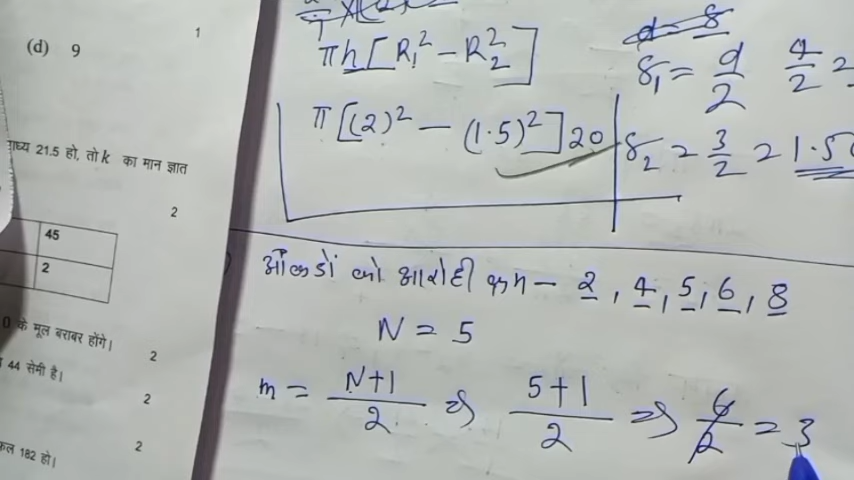 (d) 9
1
21.5 हो, तो k का मान ज्ञात
2
45
2
0 के मूल बराबर होंगे।
2
44 सेमी है।
2
182 हो।
2
πh[R₁² − R₂²]
π[(2)² − (1.5)²]20
r₁ = d/2 4/2 =
r₂ = 3/2 = 1.5
आँकडों को आरोही क्रम − 2, 4, 5, 6, 8
N = 5
m = N+1/2 ⇒ 5+1/2 ⇒ 6/2 = 3